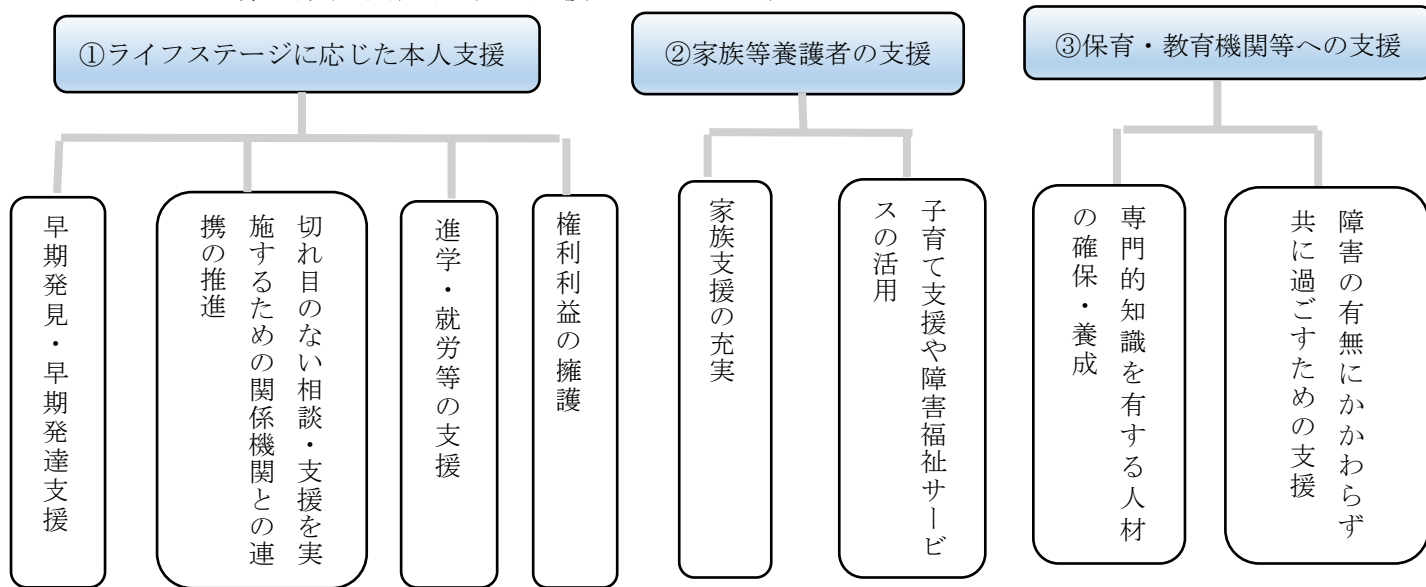 ①ライフステージに応じた本人支援
早期発見・早期発達支援
切れ目のない相談・支援を実
施するための関係機関との連
携の推進
進学・就労等の支援
権利利益の擁護
②家族等養護者の支援
家族支援の充実
子育て支援や障害福祉サービ
スの活用
③保育・教育機関等への支援
専門的知識を有する人材
の確保・養成
障害の有無にかかわらず
共に過ごすための支援